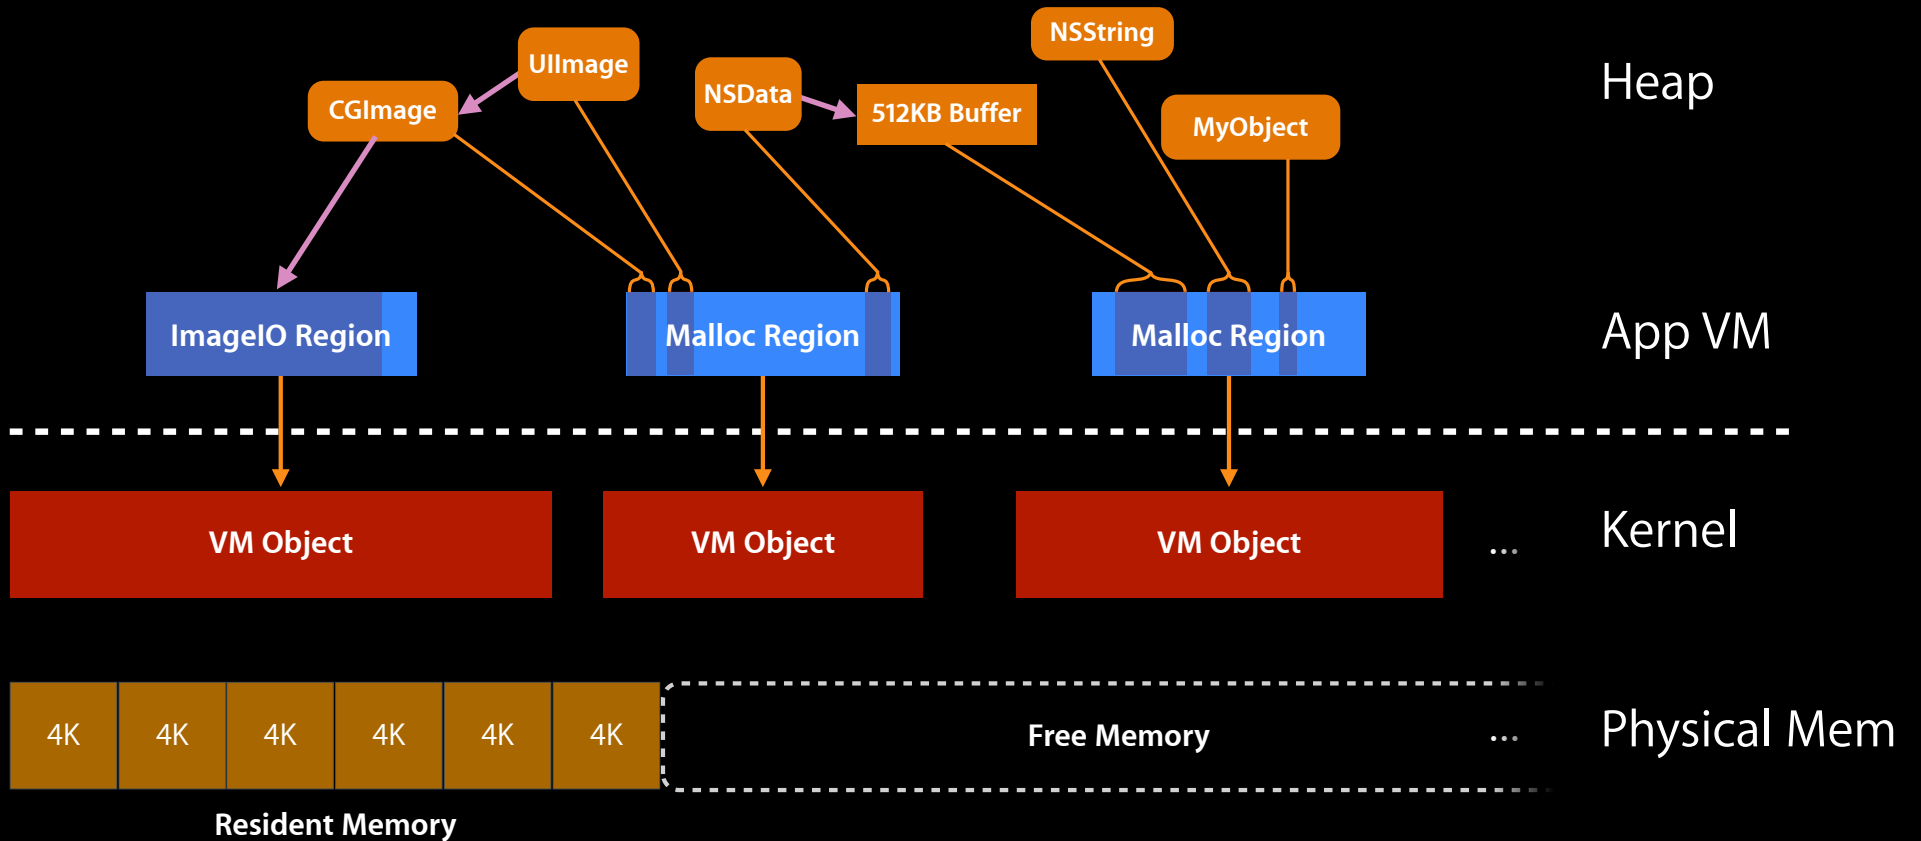 NSString
UIImage
Heap
NSData
CGImage
512KB Buffer
MyObject
ImageIO Region
Malloc Region
Malloc Region
App VM
VM Object
VM Object
VM Object
...
Kernel
4K
4K
4K
4K
4K
4K
Free Memory
...
Physical Mem
Resident Memory